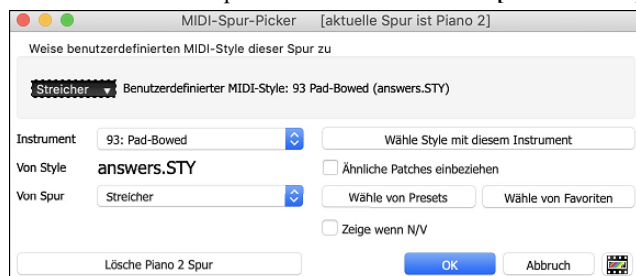 MIDI-Spur-Picker [aktuelle Spur ist Piano 2]
Weise benutzerdefinierten MIDI-Style dieser Spur zu
Streicher Benutzerdefinierter MIDI-Style: 93 Pad-Bowed (answers.STY)
Instrument 93: Pad-Bowed Wähle Style mit diesem Instrument
Von Style answers.STY Ähnliche Patches einbeziehen
Von Spur Streicher Wähle von Presets Wähle von Favoriten
Zeige wenn N/V
Lösche Piano 2 Spur OK Abbruch